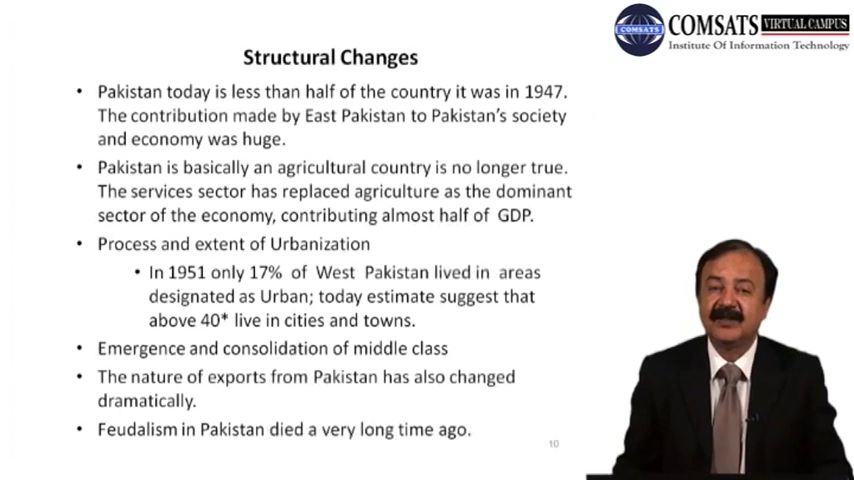 COMSATS VIRTUAL CAMPUS
COMSATS
Institute Of Information Technology
Structural Changes
• Pakistan today is less than half of the country it was in 1947.
The contribution made by East Pakistan to Pakistan's society
and economy was huge.
• Pakistan is basically an agricultural country is no longer true.
The services sector has replaced agriculture as the dominant
sector of the economy, contributing almost half of GDP.
• Process and extent of Urbanization
• In 1951 only 17% of West Pakistan lived in areas
designated as Urban; today estimate suggest that
above 40* live in cities and towns.
• Emergence and consolidation of middle class
• The nature of exports from Pakistan has also changed
dramatically.
• Feudalism in Pakistan died a very long time ago.
10